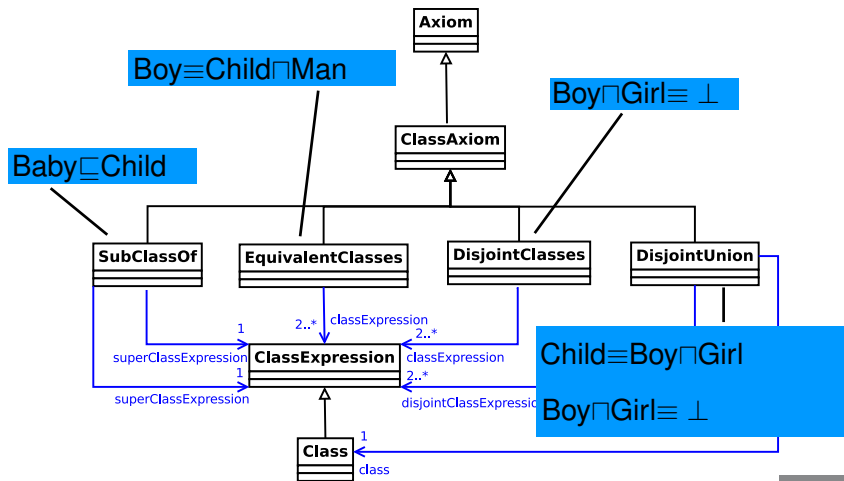 Axiom
Boy≡Child⊓Man
Boy⊓Girl≡ ⊥
ClassAxiom
Baby⊑Child
SubClassOf
EquivalentClasses
DisjointClasses
DisjointUnion
2..*
classExpression
1
superClassExpression
2..*
classExpression
ClassExpression
1
superClassExpression
2..*
disjointClassExpression
Child≡Boy⊓Girl
Boy⊓Girl≡ ⊥
Class
1
class